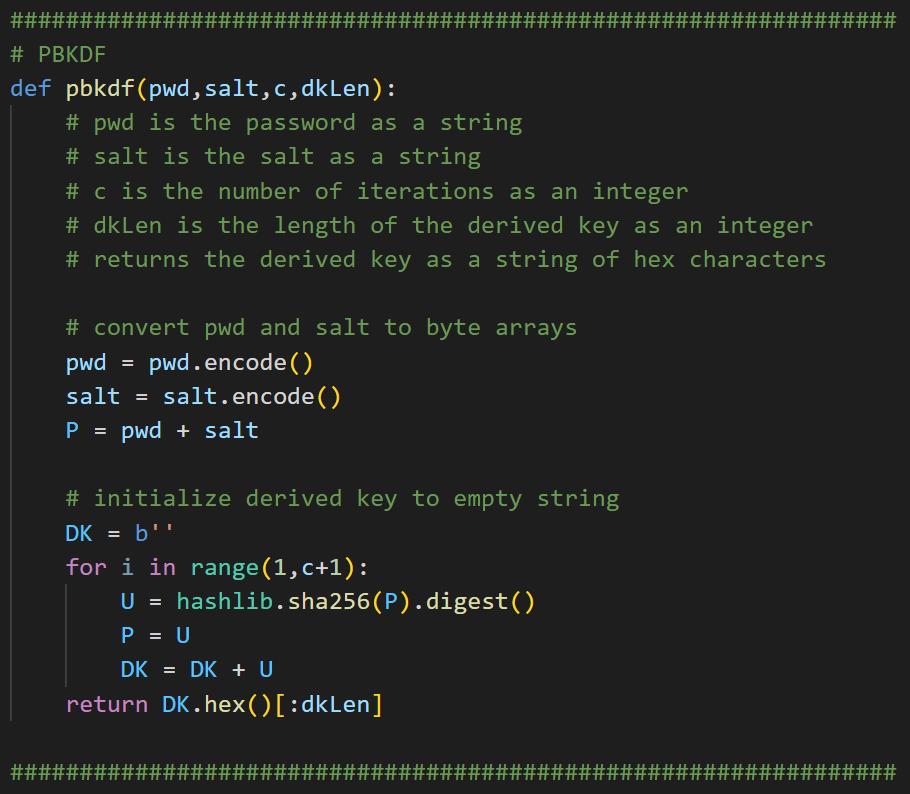 ################################################################
# PBKDF
def pbkdf(pwd,salt,c,dkLen):
    # pwd is the password as a string
    # salt is the salt as a string
    # c is the number of iterations as an integer
    # dkLen is the length of the derived key as an integer
    # returns the derived key as a string of hex characters

    # convert pwd and salt to byte arrays
    pwd = pwd.encode()
    salt = salt.encode()
    P = pwd + salt

    # initialize derived key to empty string
    DK = b''
    for i in range(1,c+1):
        U = hashlib.sha256(P).digest()
        P = U
        DK = DK + U
    return DK.hex()[:dkLen]

################################################################